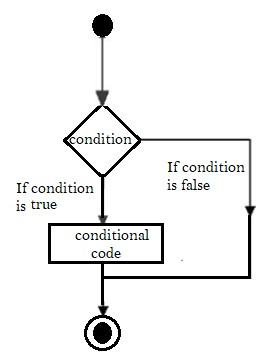 condition
If condition
is false
If condition
is true
conditional
code